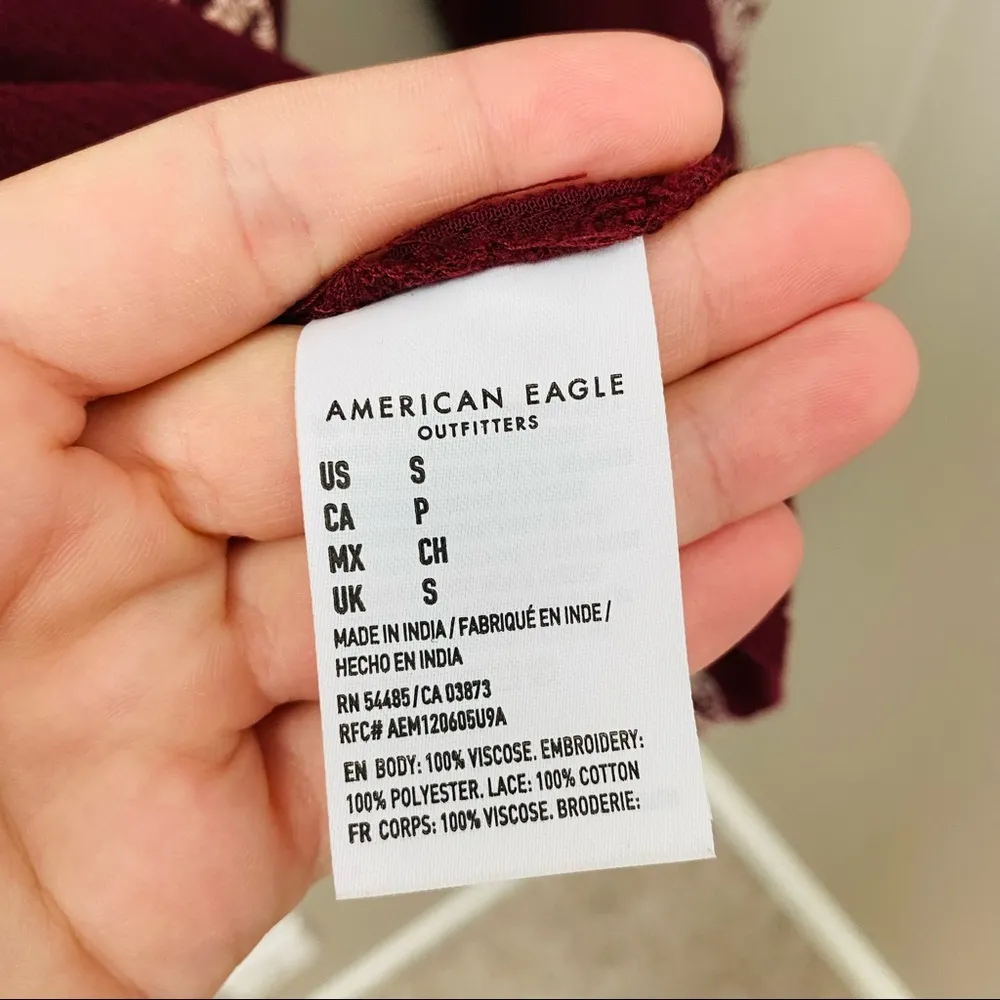 AMERICAN EAGLE
OUTFITTERS
US S
CA P
MX CH
UK S
MADE IN INDIA / FABRIQUÉ EN INDE /
HECHO EN INDIA
RN 54485/CA 03873
RFC# AEM120605U9A
EN BODY: 100% VISCOSE. EMBROIDERY:
100% POLYESTER. LACE: 100% COTTON
FR CORPS: 100% VISCOSE. BRODERIE: